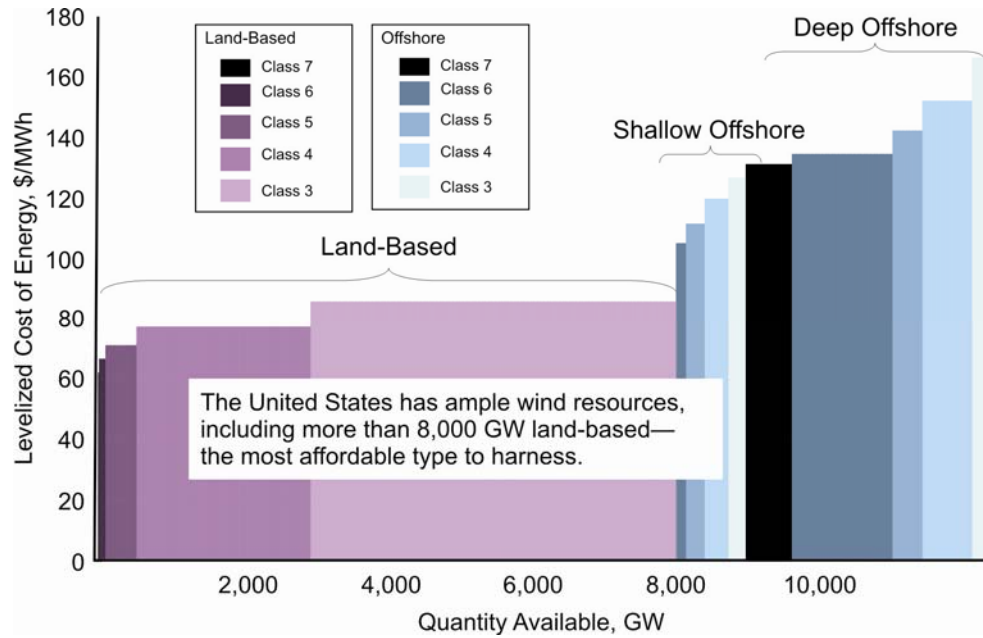 180
160
140
120
100
80
60
40
20
0
Levelized Cost of Energy, $/MWh
Land-Based
Class 7
Class 6
Class 5
Class 4
Class 3
Offshore
Class 7
Class 6
Class 5
Class 4
Class 3
Deep Offshore
Shallow Offshore
Land-Based
The United States has ample wind resources,
including more than 8,000 GW land-based—
the most affordable type to harness.
2,000
4,000
6,000
8,000
10,000
Quantity Available, GW